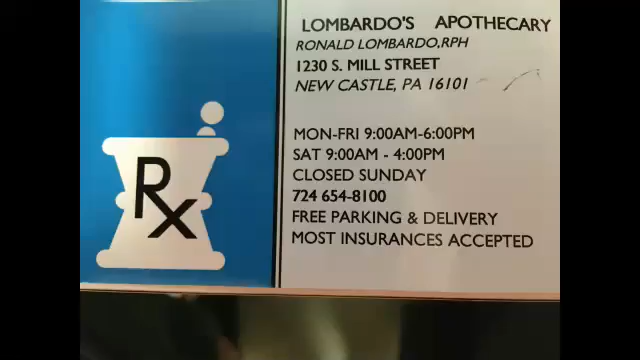 LOMBARDO'S APOTHECARY
RONALD LOMBARDO,RPH
1230 S. MILL STREET
NEW CASTLE, PA 16101
MON-FRI 9:00AM-6:00PM
SAT 9:00AM - 4:00PM
CLOSED SUNDAY
724 654-8100
FREE PARKING & DELIVERY
MOST INSURANCES ACCEPTED
Rx